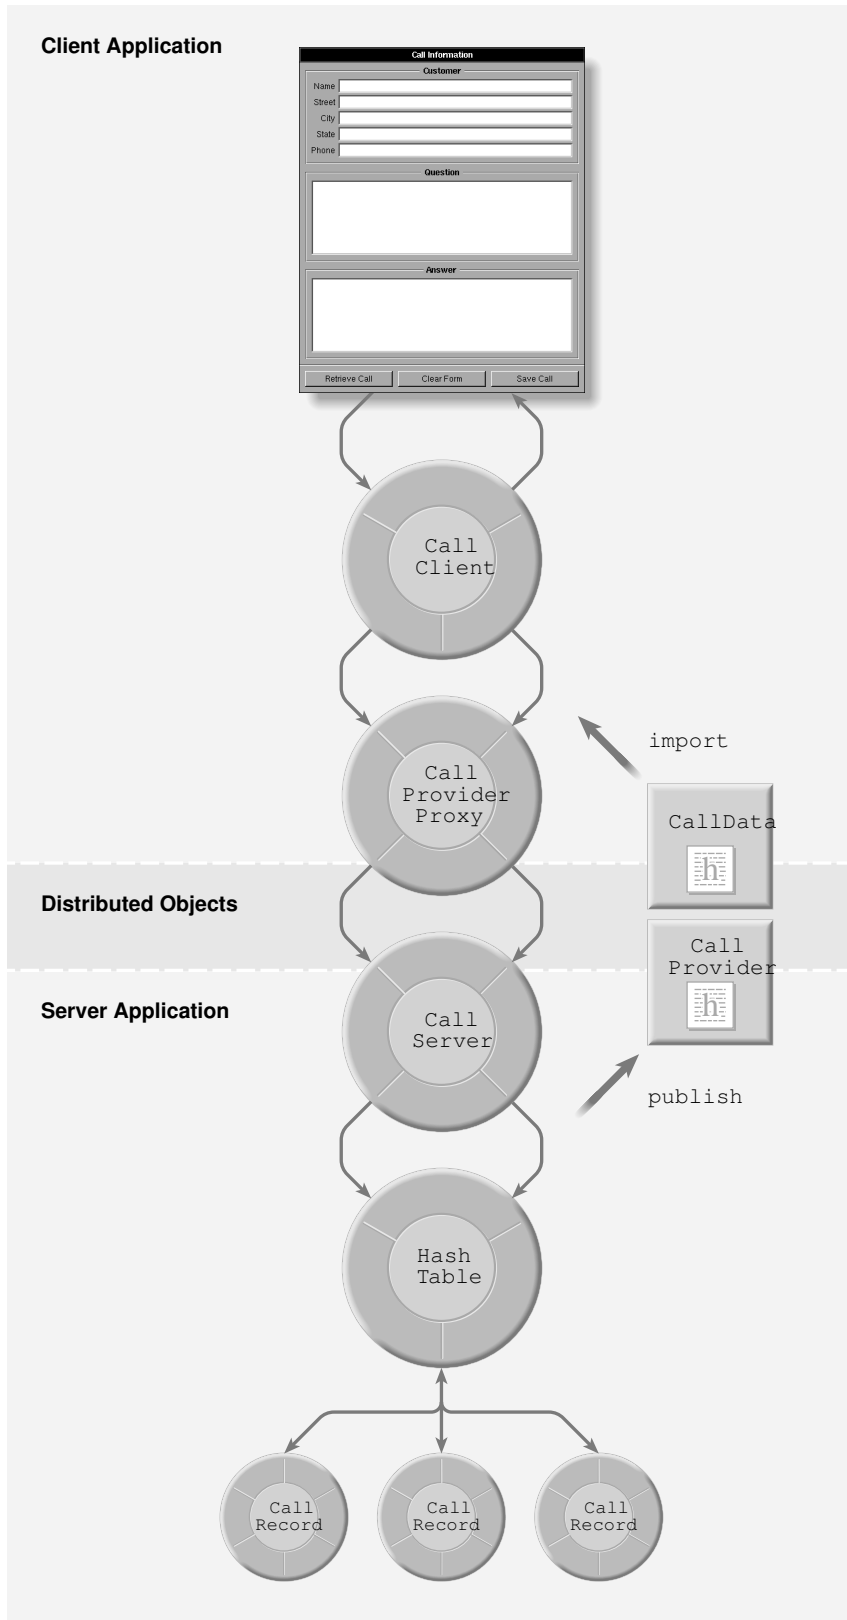 Client Application
Call Information
Customer
Name
Street
City
State
Phone
Question
Answer
Retrieve Call
Clear Form
Save Call
Call
Client
import
Call
Provider
Proxy
CallData
h
Distributed Objects
Call
Provider
h
Server Application
Call
Server
publish
Hash
Table
Call
Record
Call
Record
Call
Record